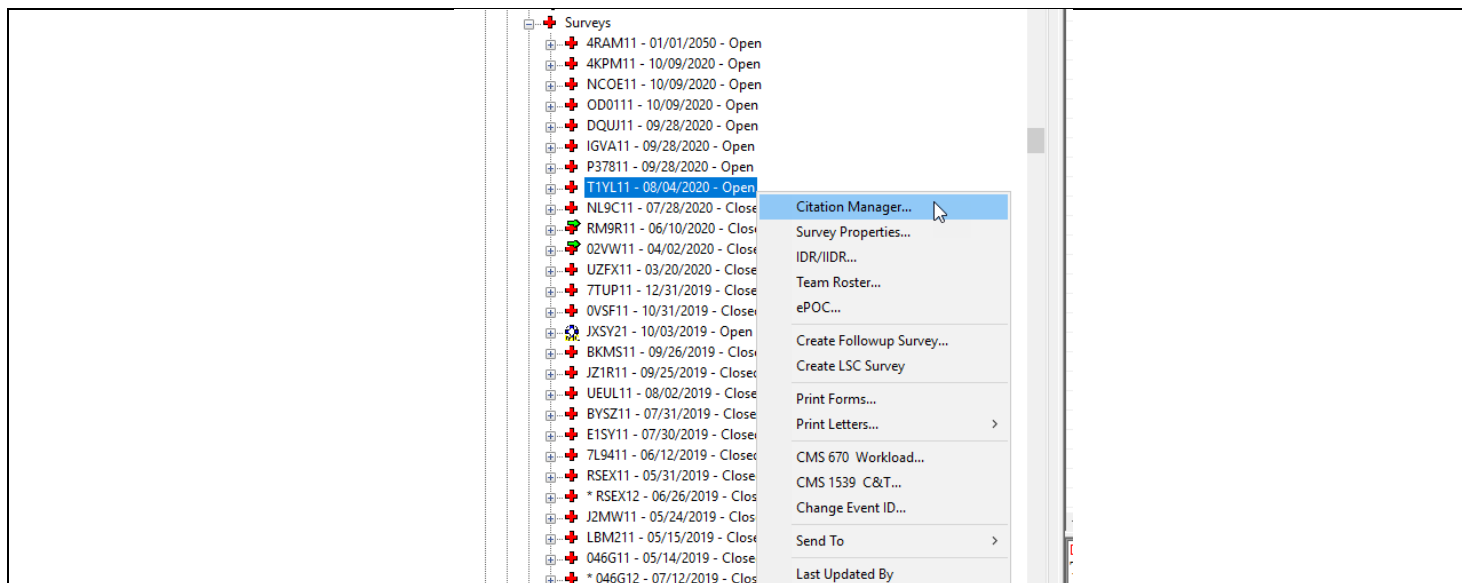 Surveys
4RAM11 - 01/01/2050 - Open
4KPM11 - 10/09/2020 - Open
NCOE11 - 10/09/2020 - Open
OD0111 - 10/09/2020 - Open
DQUJ11 - 09/28/2020 - Open
IGVA11 - 09/28/2020 - Open
P37811 - 09/28/2020 - Open
T1YL11 - 08/04/2020 - Open
NL9C11 - 07/28/2020 - Close
RM9R11 - 06/10/2020 - Close
02VW11 - 04/02/2020 - Close
UZFX11 - 03/20/2020 - Close
7TUP11 - 12/31/2019 - Close
0VSF11 - 10/31/2019 - Closed
JXSY21 - 10/03/2019 - Open
BKMS11 - 09/26/2019 - Close
JZ1R11 - 09/25/2019 - Closed
UEUL11 - 08/02/2019 - Close
BYSZ11 - 07/31/2019 - Close
E1SY11 - 07/30/2019 - Closed
7L9411 - 06/12/2019 - Closed
RSEX11 - 05/31/2019 - Close
* RSEX12 - 06/26/2019 - Clos
J2MW11 - 05/24/2019 - Clos
LBM211 - 05/15/2019 - Close
046G11 - 05/14/2019 - Close
* 046G12 - 07/12/2019 - Clos
Citation Manager...
Survey Properties...
IDR/IIDR...
Team Roster...
ePOC...
Create Followup Survey...
Create LSC Survey
Print Forms...
Print Letters...
CMS 670 Workload...
CMS 1539 C&T...
Change Event ID...
Send To
Last Updated By